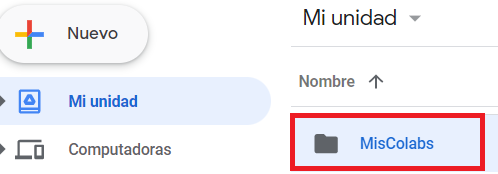 Nuevo
Mi unidad
Computadoras
Mi unidad
Nombre
MisColabs